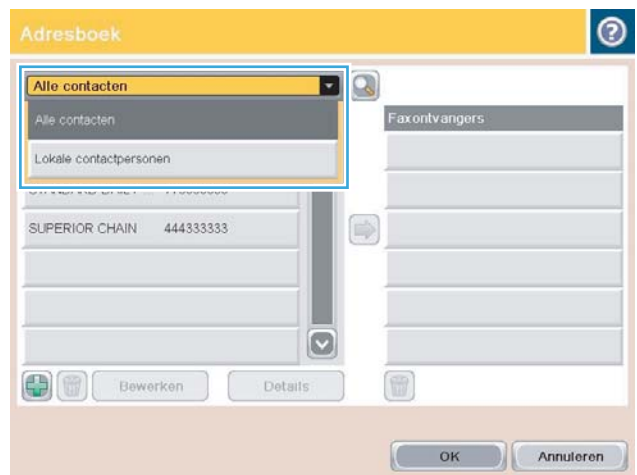 Adresboek
Alle contacten
Alle contacten
Lokale contactpersonen
SUPERIOR CHAIN 444333333
Faxontvangers
Bewerken
Details
OK
Annuleren